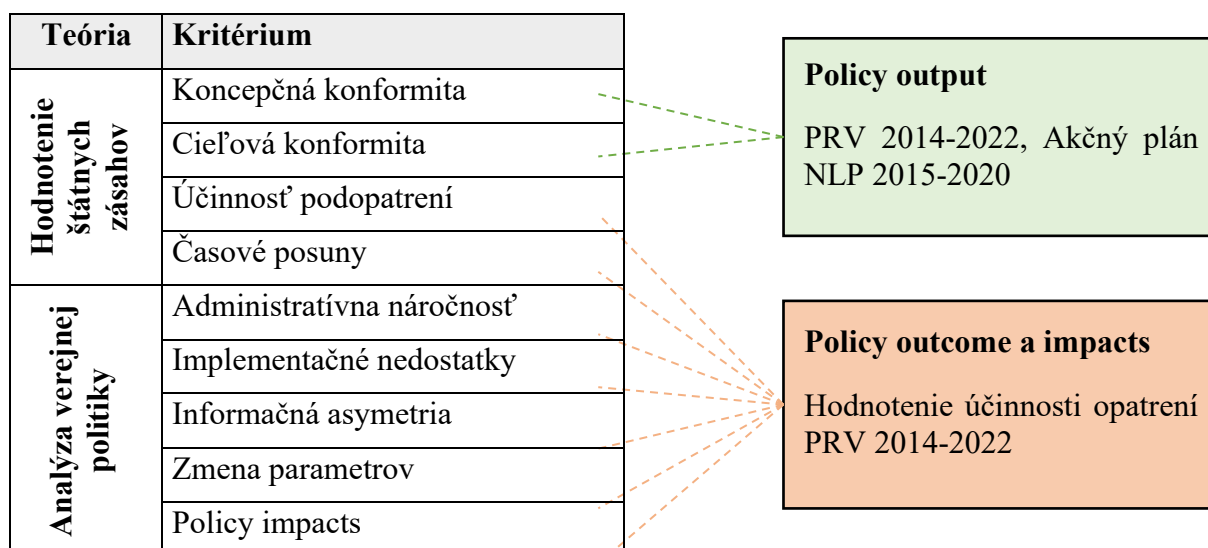 Teória Kritérium
Hodnotenie
štátnych
zásahov
Koncepčná konformita
Cieľová konformita
Účinnosť podopatrení
Časové posuny
Analýza verejnej
politiky
Administratívna náročnosť
Implementačné nedostatky
Informačná asymetria
Zmena parametrov
Policy impacts
Policy output
PRV 2014-2022, Akčný plán
NLP 2015-2020
Policy outcome a impacts
Hodnotenie účinnosti opatrení
PRV 2014-2022